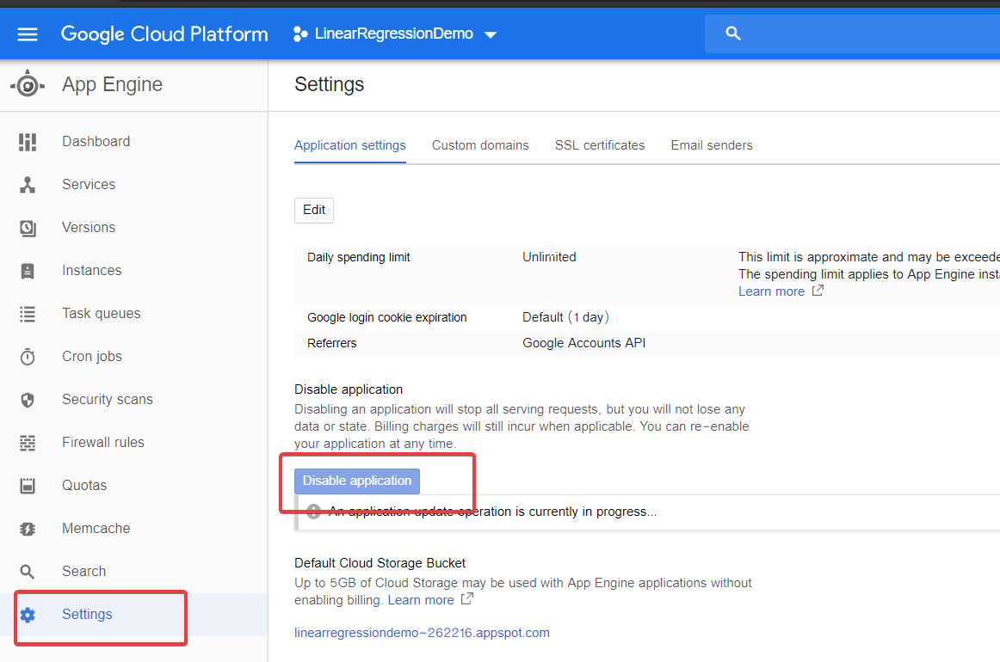 Google Cloud Platform
LinearRegressionDemo
App Engine
Dashboard
Services
Versions
Instances
Task queues
Cron jobs
Security scans
Firewall rules
Quotas
Memcache
Search
Settings
Settings
Application settings
Custom domains
SSL certificates
Email senders
Edit
Daily spending limit
Unlimited
This limit is approximate and may be exceede
The spending limit applies to App Engine insta
Learn more
Google login cookie expiration
Default (1 day)
Referrers
Google Accounts API
Disable application
Disabling an application will stop all serving requests, but you will not lose any
data or state. Billing charges will still incur when applicable. You can re-enable
your application at any time.
Disable application
An application update operation is currently in progress...
Default Cloud Storage Bucket
Up to 5GB of Cloud Storage may be used with App Engine applications without
enabling billing. Learn more
linearregressiondemo-262216.appspot.com